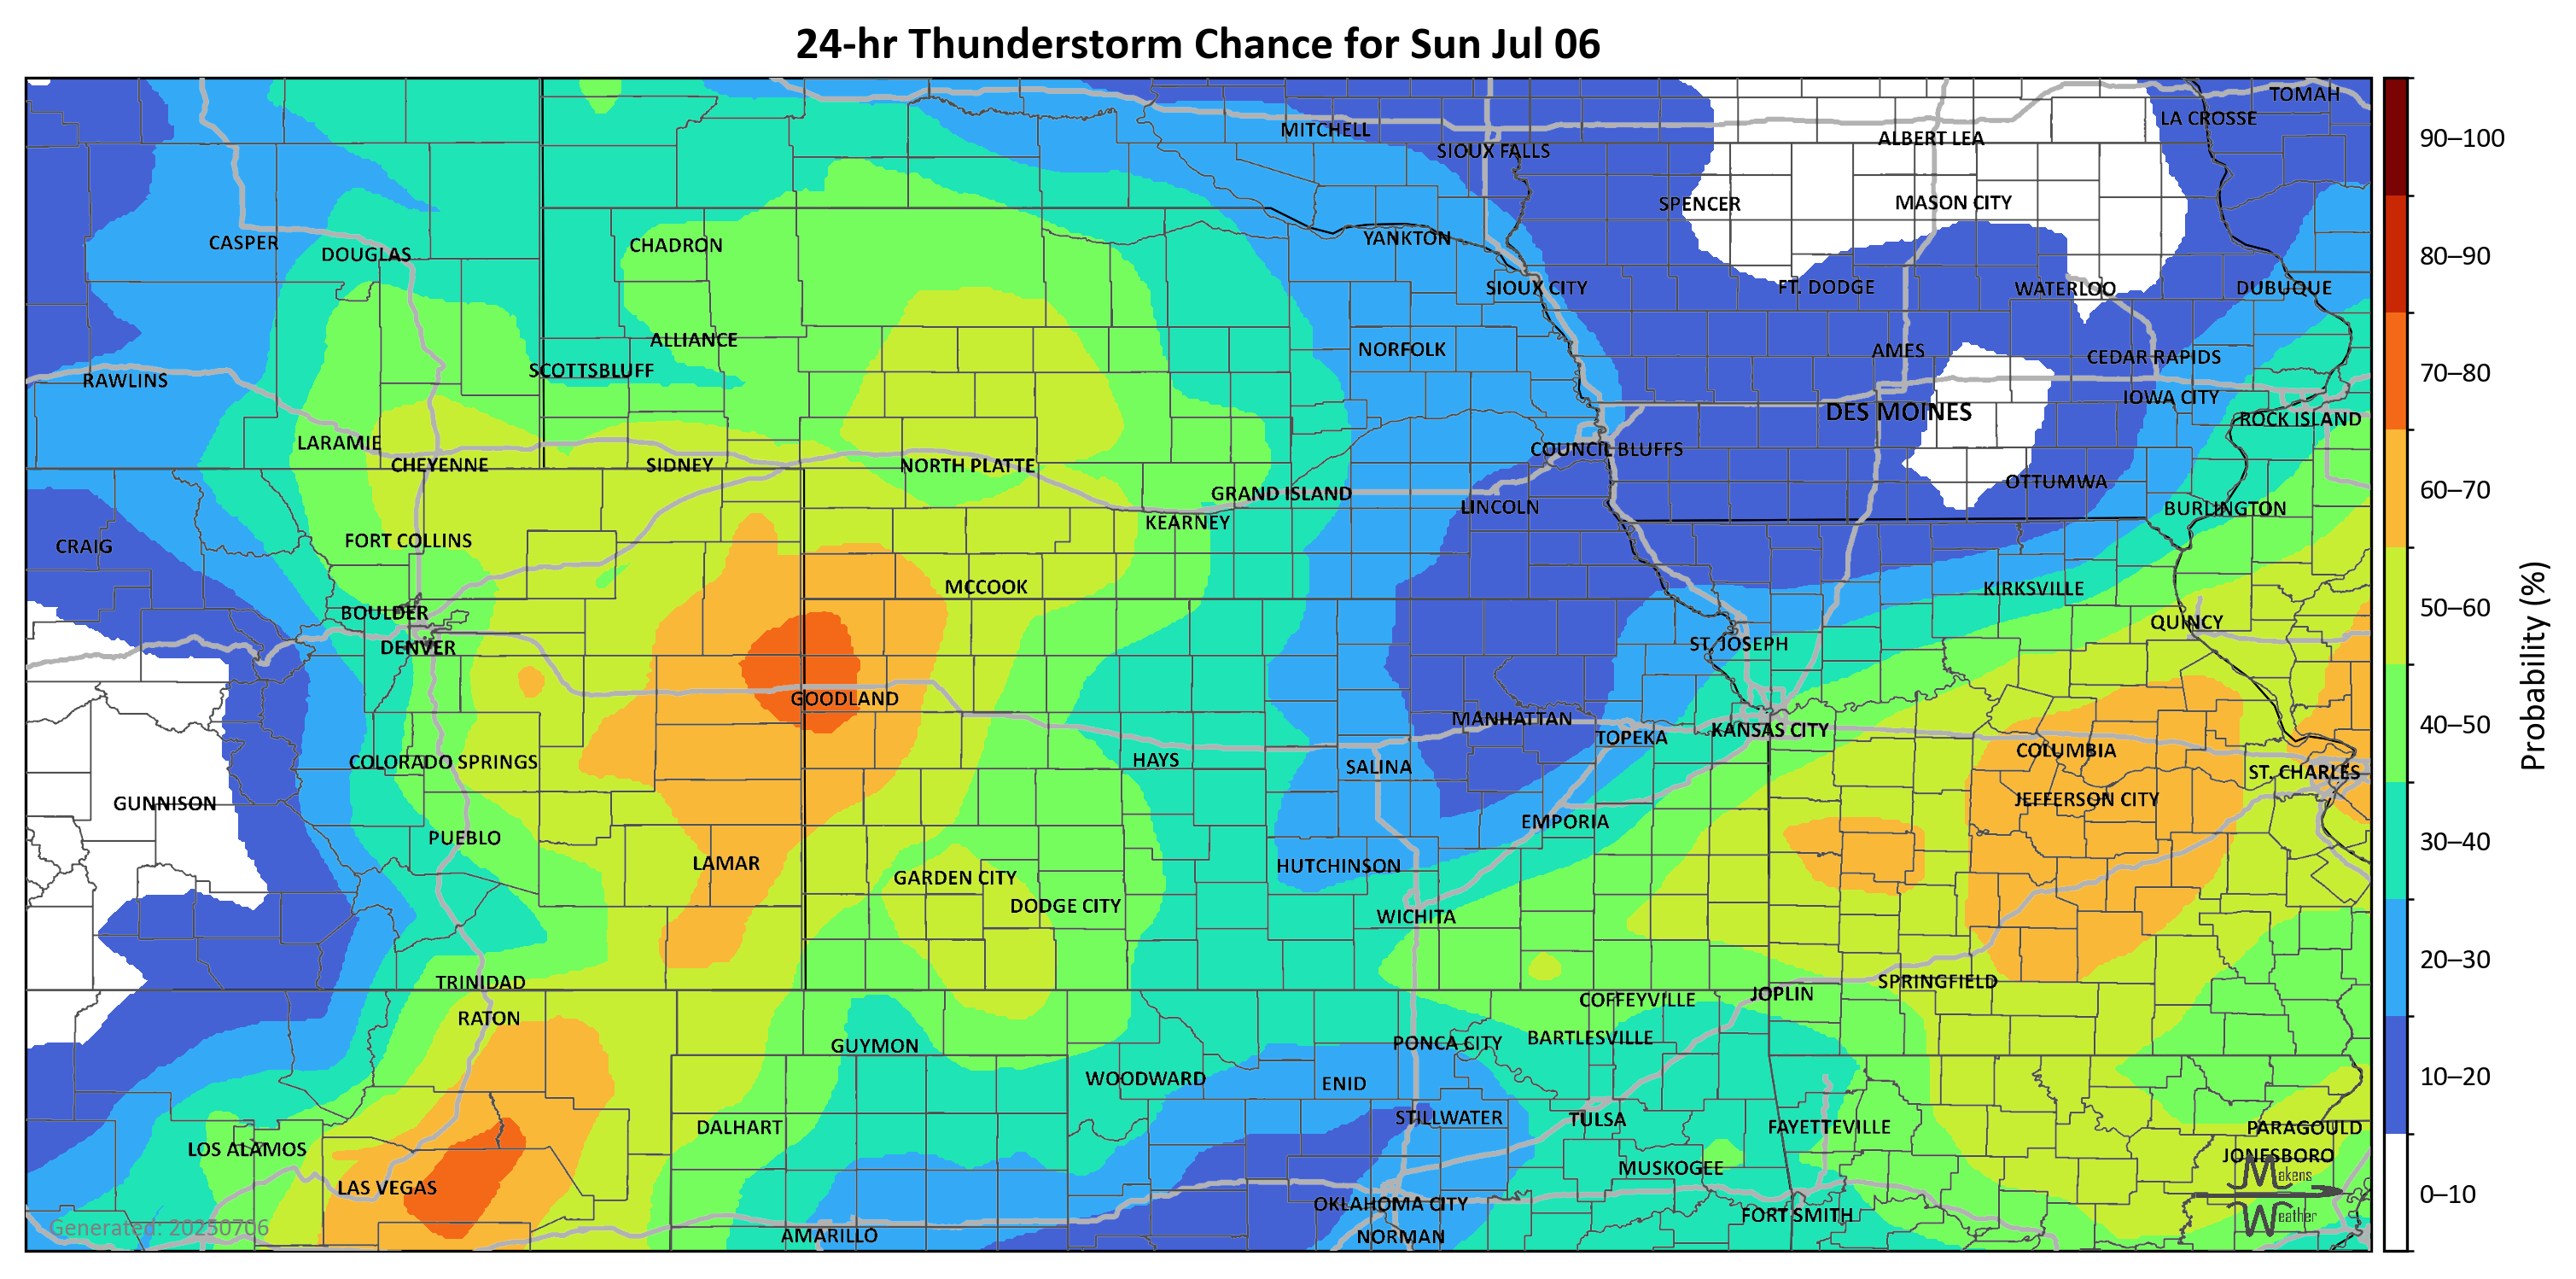 24-hr Thunderstorm Chance for Sun Jul 06
TOMAH
LA CROSSE
MITCHELL
ALBERT LEA
SIOUX FALLS
SPENCER
MASON CITY
CASPER
DOUGLAS
CHADRON
YANKTON
SIOUX CITY
FT. DODGE
WATERLOO
DUBUQUE
ALLIANCE
NORFOLK
AMES
CEDAR RAPIDS
RAWLINS
SCOTTSBLUFF
IOWA CITY
DES MOINES
ROCK ISLAND
LARAMIE
CHEYENNE
SIDNEY
NORTH PLATTE
COUNCIL BLUFFS
GRAND ISLAND
LINCOLN
OTTUMWA
BURLINGTON
KEARNEY
CRAIG
FORT COLLINS
MCCOOK
KIRKSVILLE
BOULDER
QUINCY
DENVER
ST. JOSEPH
GOODLAND
MANHATTAN
TOPEKA
KANSAS CITY
COLUMBIA
COLORADO SPRINGS
HAYS
SALINA
ST. CHARLES
GUNNISON
JEFFERSON CITY
PUEBLO
EMPORIA
LAMAR
GARDEN CITY
HUTCHINSON
DODGE CITY
WICHITA
TRINIDAD
SPRINGFIELD
RATON
COFFEYVILLE
JOPLIN
GUYMON
PONCA CITY
BARTLESVILLE
WOODWARD
ENID
DALHART
STILLWATER
TULSA
FAYETTEVILLE
PARAGOULD
LOS ALAMOS
JONESBORO
MUSKOGEE
LAS VEGAS
OKLAHOMA CITY
FORT SMITH
AMARILLO
NORMAN
Generated: 20250706
Makens
Weather
90–100
80–90
70–80
60–70
50–60
40–50
30–40
20–30
10–20
0–10
Probability (%)